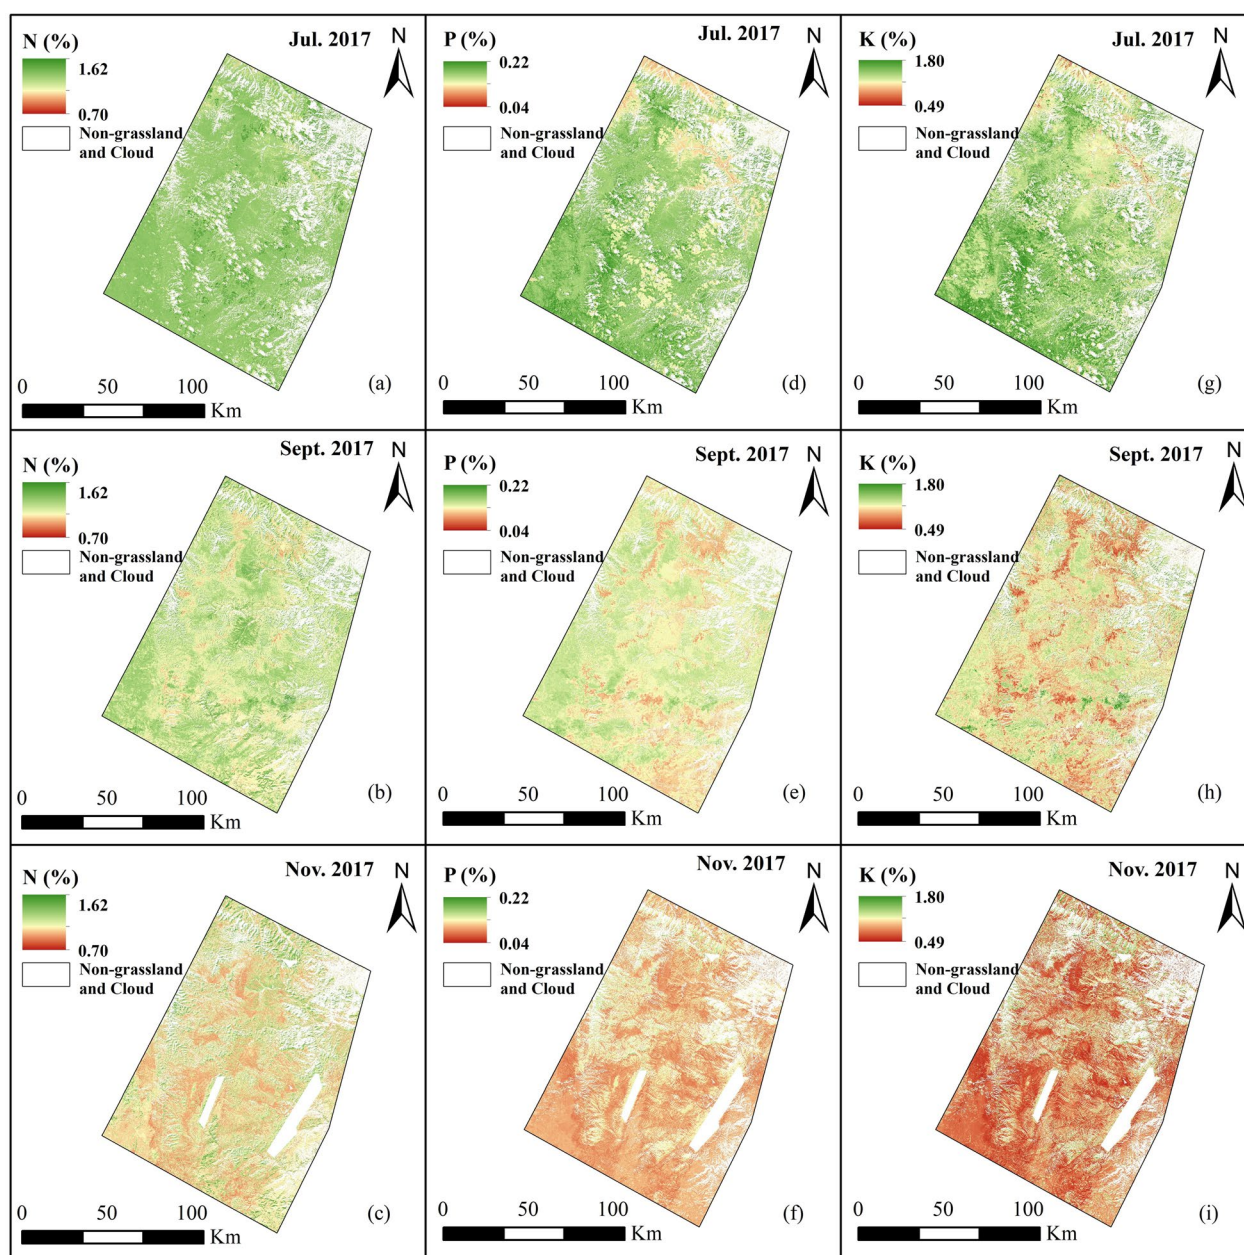 N (%)
Jul. 2017
N
1.62
0.70
Non-grassland
and Cloud
0 50 100
Km
(a)
P (%)
Jul. 2017
N
0.22
0.04
Non-grassland
and Cloud
0 50 100
Km
(d)
K (%)
Jul. 2017
N
1.80
0.49
Non-grassland
and Cloud
0 50 100
Km
(g)
N (%)
Sept. 2017
N
1.62
0.70
Non-grassland
and Cloud
0 50 100
Km
(b)
P (%)
Sept. 2017
N
0.22
0.04
Non-grassland
and Cloud
0 50 100
Km
(e)
K (%)
Sept. 2017
N
1.80
0.49
Non-grassland
and Cloud
0 50 100
Km
(h)
N (%)
Nov. 2017
N
1.62
0.70
Non-grassland
and Cloud
0 50 100
Km
(c)
P (%)
Nov. 2017
N
0.22
0.04
Non-grassland
and Cloud
0 50 100
Km
(f)
K (%)
Nov. 2017
N
1.80
0.49
Non-grassland
and Cloud
0 50 100
Km
(i)